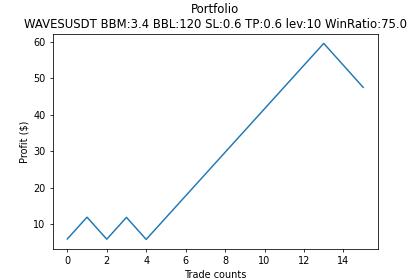 Portfolio
WAVESUSDT BBM:3.4 BBL:120 SL:0.6 TP:0.6 lev:10 WinRatio:75.0
60
50
40
30
20
10
Profit ($)
0 2 4 6 8 10 12 14
Trade counts